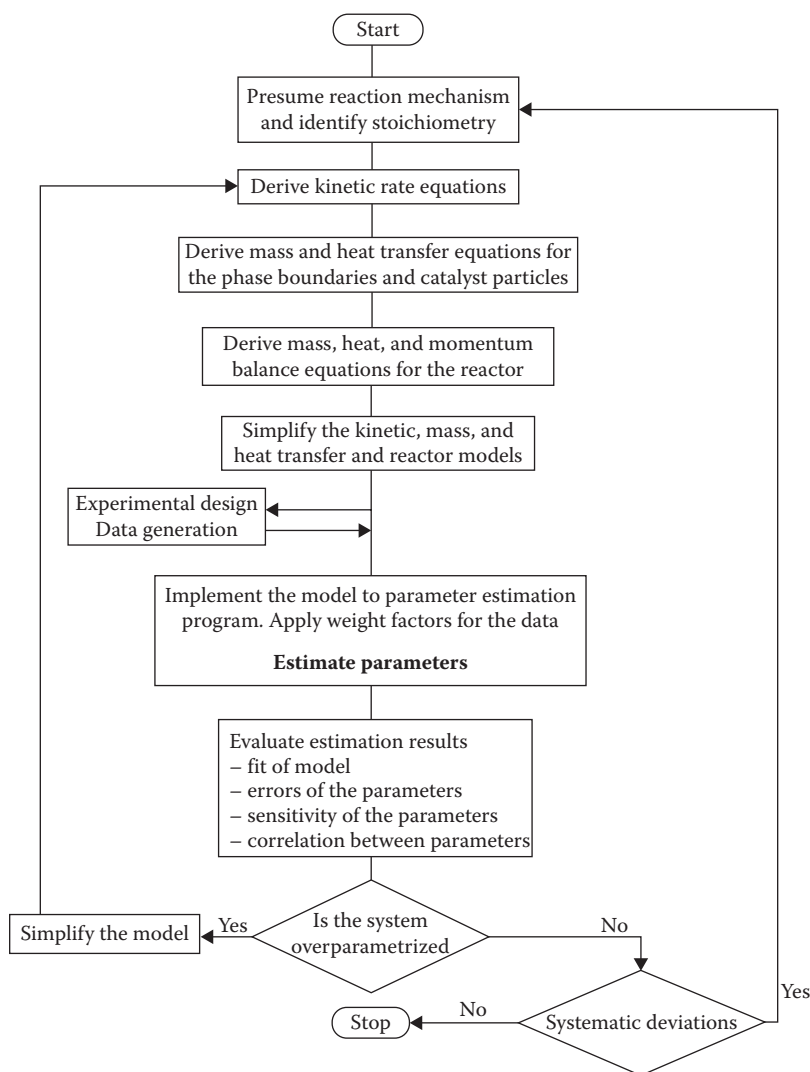 Start
Presume reaction mechanism
and identify stoichiometry
Derive kinetic rate equations
Derive mass and heat transfer equations for
the phase boundaries and catalyst particles
Derive mass, heat, and momentum
balance equations for the reactor
Simplify the kinetic, mass, and
heat transfer and reactor models
Experimental design
Data generation
Implement the model to parameter estimation
program. Apply weight factors for the data
Estimate parameters
Evaluate estimation results
– fit of model
– errors of the parameters
– sensitivity of the parameters
– correlation between parameters
Is the system
overparametrized
Yes
Simplify the model
No
Systematic deviations
Yes
No
Stop